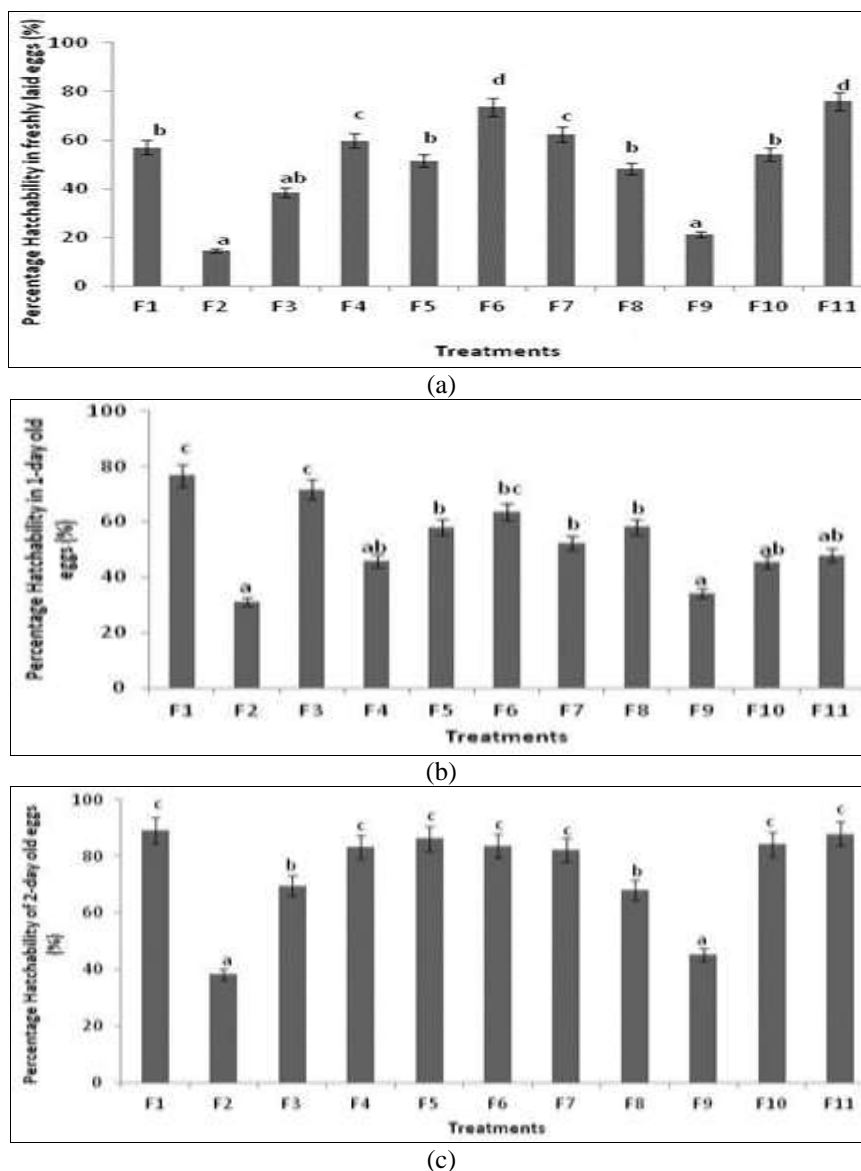 Percentage Hatchability in freshly laid eggs (%)
100
80
60
40
20
0
b
a
ab
c
b
d
c
b
a
b
d
F1 F2 F3 F4 F5 F6 F7 F8 F9 F10 F11
Treatments
(a)
Percentage Hatchability in 1-day old
eggs (%)
100
80
60
40
20
0
c
a
c
ab
b
bc
b
b
a
ab
ab
F1 F2 F3 F4 F5 F6 F7 F8 F9 F10 F11
Treatments
(b)
Percentage Hatchability of 2-day old eggs
(%)
100
80
60
40
20
0
c
a
b
c
c
c
c
b
a
c
c
F1 F2 F3 F4 F5 F6 F7 F8 F9 F10 F11
Treatments
(c)